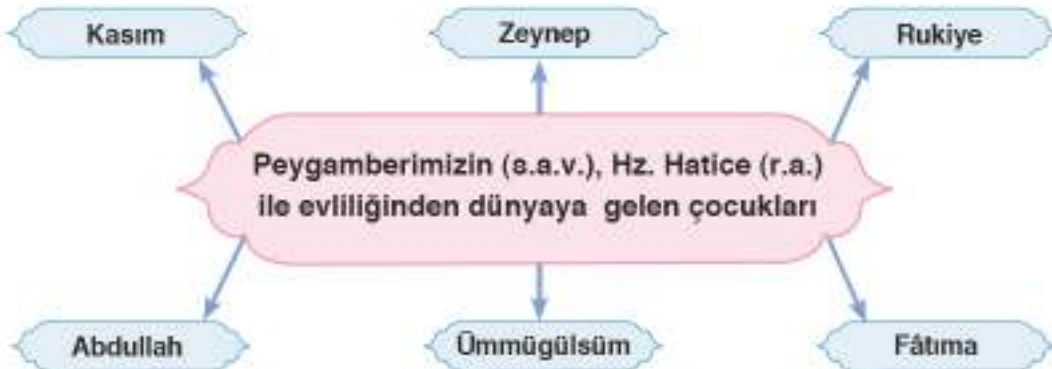 Kasım
Zeynep
Rukiye
Peygamberimizin (s.a.v.), Hz. Hatice (r.a.)
ile evliliğinden dünyaya gelen çocukları
Abdullah
Ümmügülsüm
Fâtıma